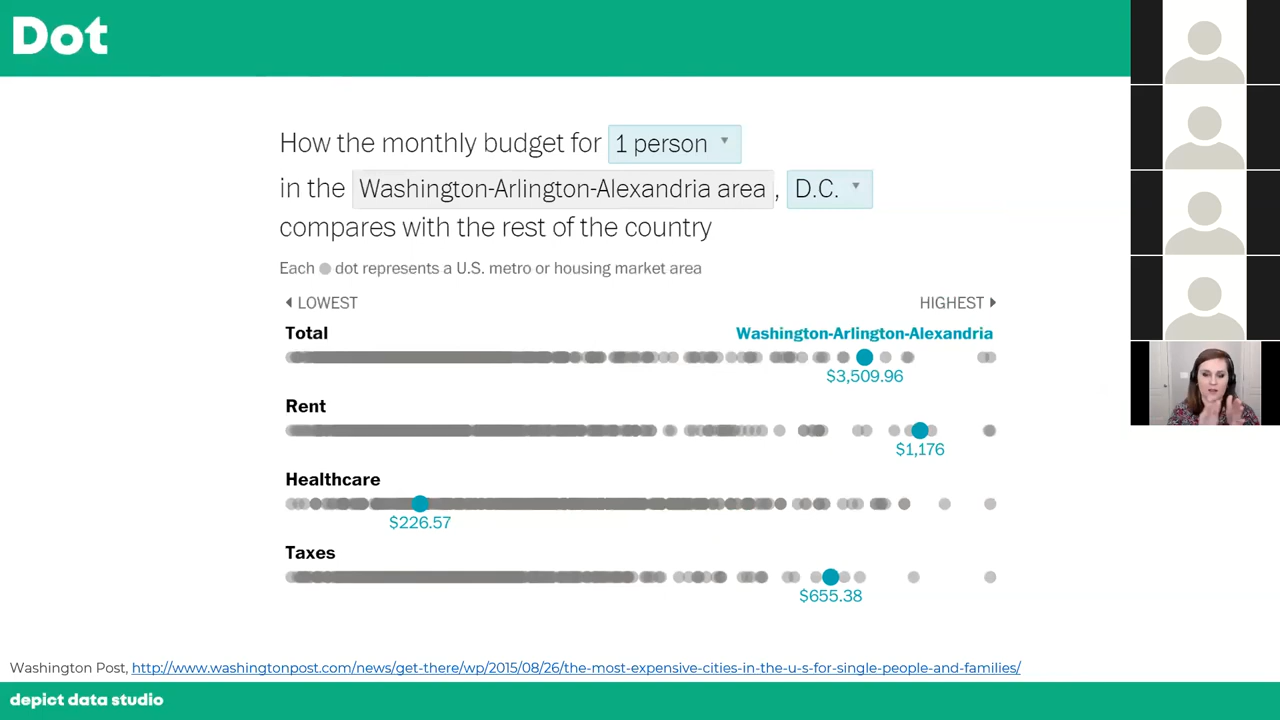 Dot
How the monthly budget for 1 person
in the Washington-Arlington-Alexandria area , D.C.
compares with the rest of the country
Each dot represents a U.S. metro or housing market area
LOWEST HIGHEST
Total Washington-Arlington-Alexandria
$3,509.96
Rent
$1,176
Healthcare
$226.57
Taxes
$655.38
Washington Post, http://www.washingtonpost.com/news/get-there/wp/2015/08/26/the-most-expensive-cities-in-the-u-s-for-single-people-and-families/
depict data studio